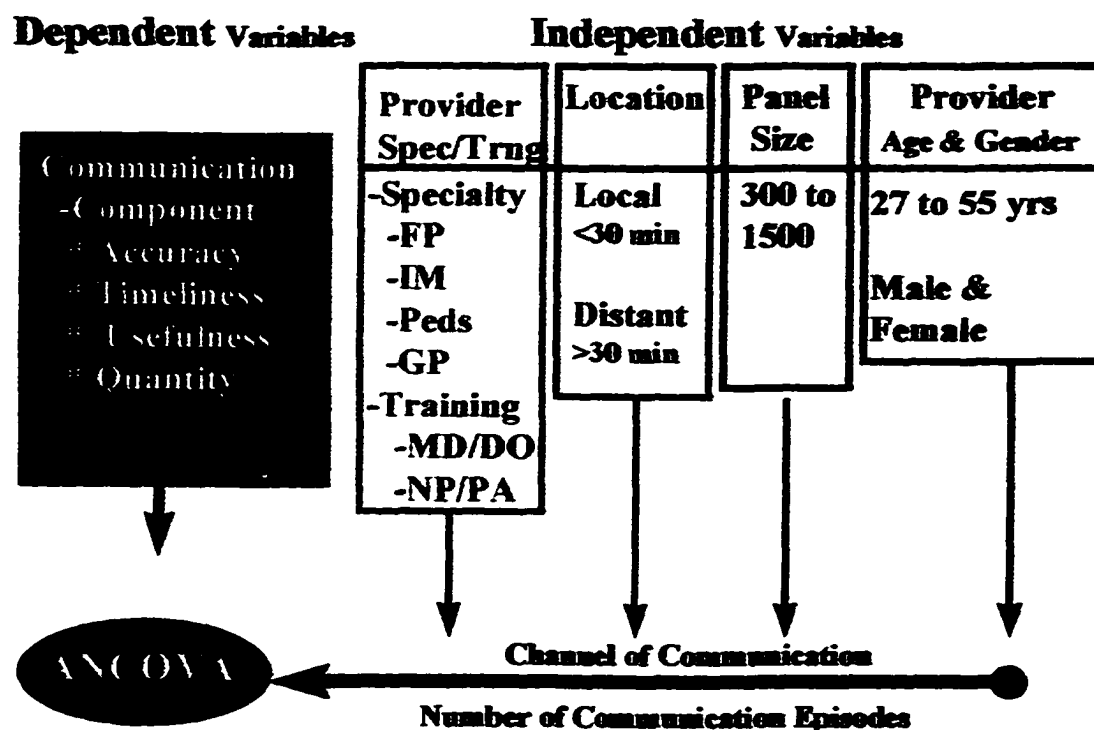 Dependent Variables
Independent Variables
Communication
-Component
* Accuracy
* Timeliness
* Usefulness
* Quantity
Provider
Spec/Trng
-Specialty
-FP
-IM
-Peds
-GP
-Training
-MD/DO
-NP/PA
Location
Local
<30 min
Distant
>30 min
Panel
Size
300 to
1500
Provider
Age & Gender
27 to 55 yrs
Male &
Female
ANCOVA
Channel of Communication
Number of Communication Episodes